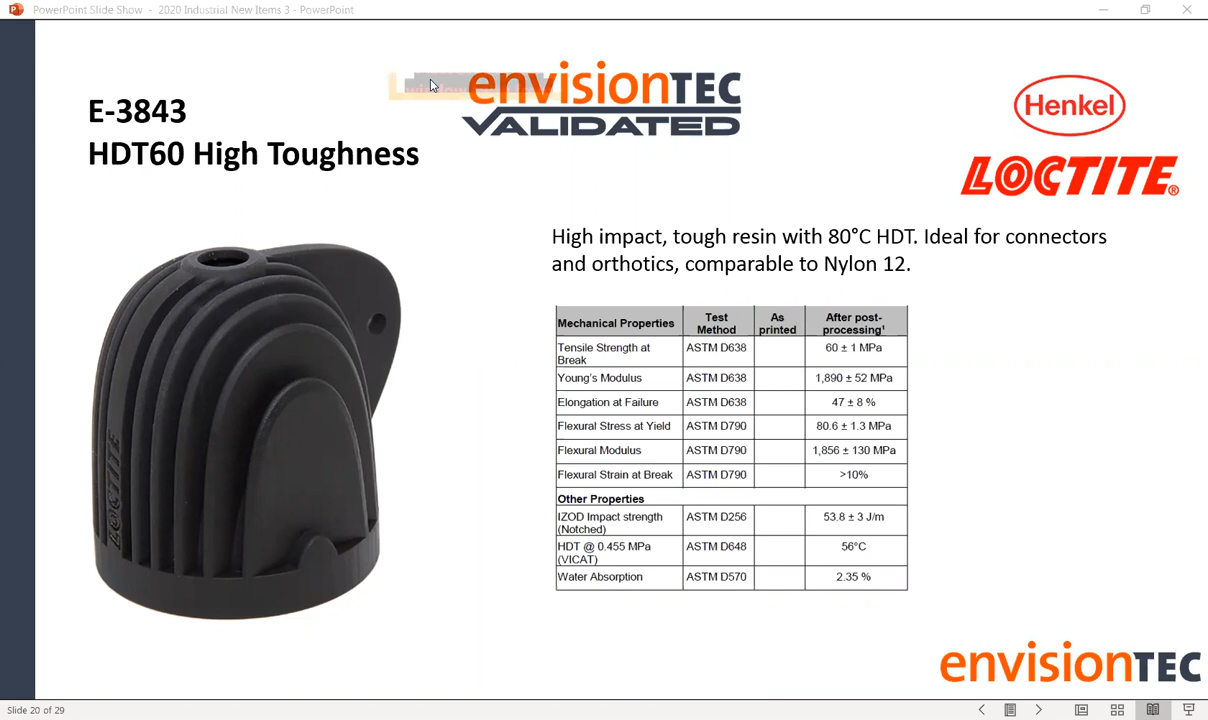 PowerPoint Slide Show - 2020 Industrial New Items 3 - PowerPoint
E-3843
HDT60 High Toughness
envisionTEC
VALIDATED
Henkel
LOCTITE®
High impact, tough resin with 80°C HDT. Ideal for connectors
and orthotics, comparable to Nylon 12.
Mechanical Properties Test Method As printed After post-processing¹
Tensile Strength at Break ASTM D638 60 ± 1 MPa
Young's Modulus ASTM D638 1,890 ± 52 MPa
Elongation at Failure ASTM D638 47 ± 8 %
Flexural Stress at Yield ASTM D790 80.6 ± 1.3 MPa
Flexural Modulus ASTM D790 1,856 ± 130 MPa
Flexural Strain at Break ASTM D790 >10%
Other Properties
IZOD Impact strength (Notched) ASTM D256 53.8 ± 3 J/m
HDT @ 0.455 MPa (VICAT) ASTM D648 56°C
Water Absorption ASTM D570 2.35 %
LOCTITE
envisionTEC
Slide 20 of 29